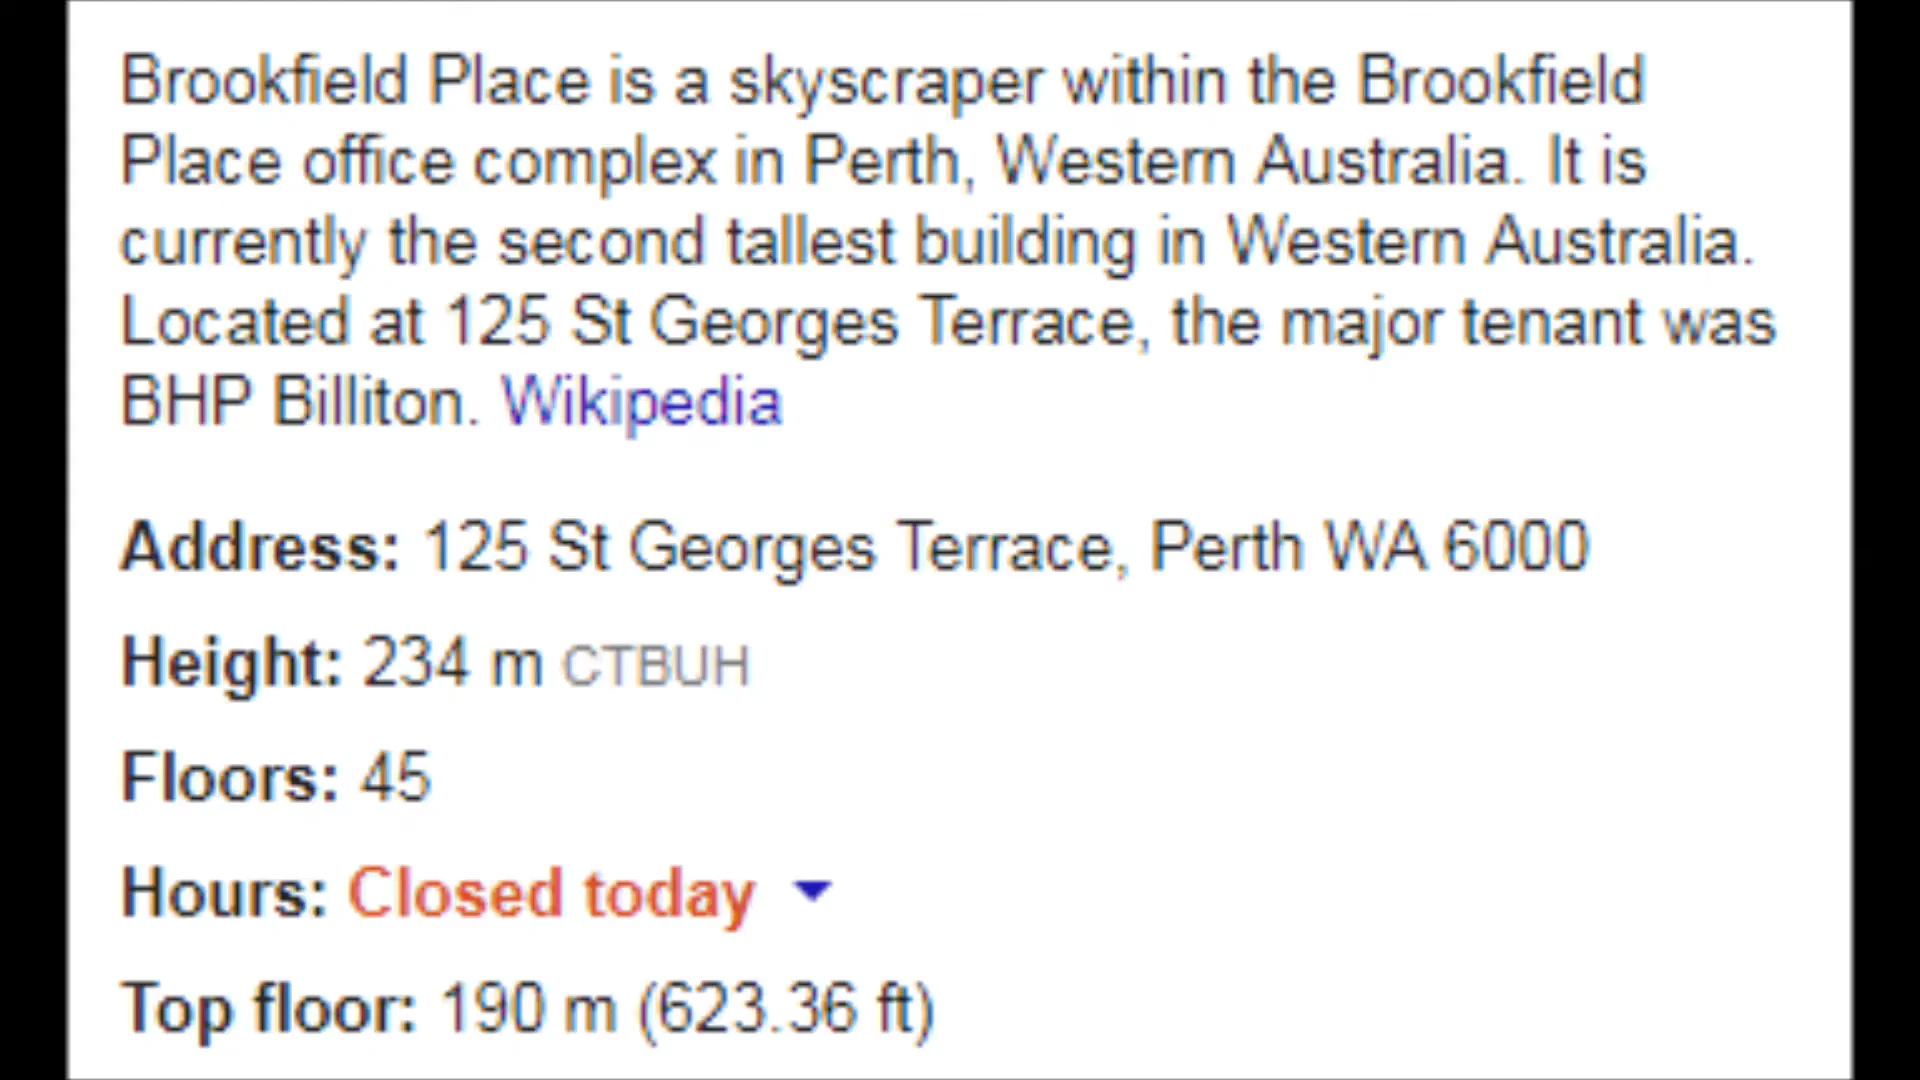 Brookfield Place is a skyscraper within the Brookfield
Place office complex in Perth, Western Australia. It is
currently the second tallest building in Western Australia.
Located at 125 St Georges Terrace, the major tenant was
BHP Billiton. Wikipedia
Address: 125 St Georges Terrace, Perth WA 6000
Height: 234 m CTBUH
Floors: 45
Hours: Closed today
Top floor: 190 m (623.36 ft)